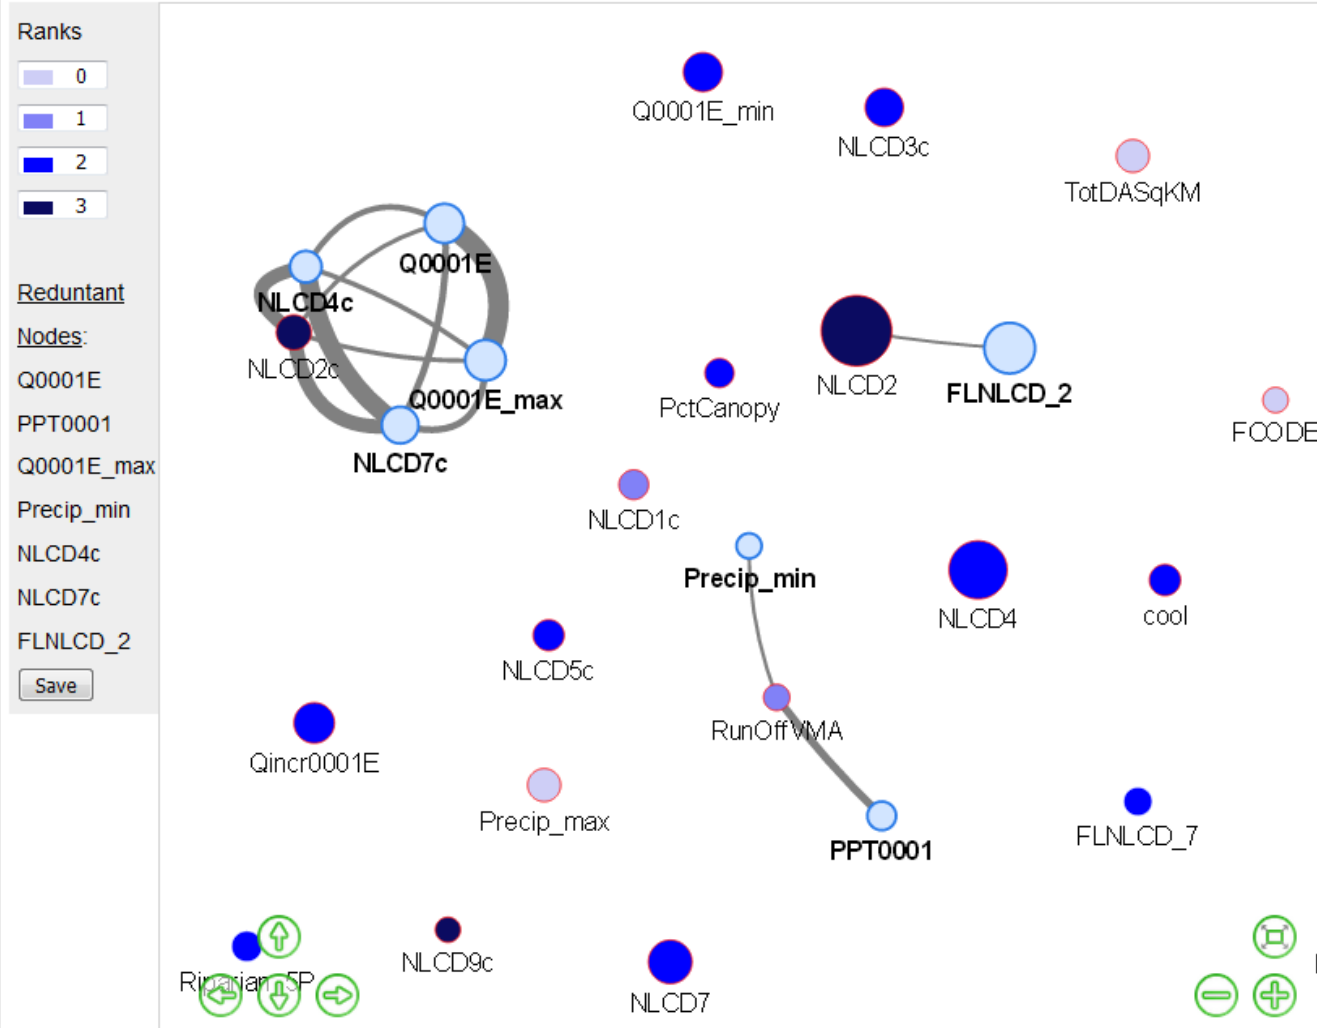 Ranks
0
1
2
3
Reduntant
Nodes:
Q0001E
PPT0001
Q0001E_max
Precip_min
NLCD4c
NLCD7c
FLNLCD_2
Save
Q0001E_min
NLCD3c
TotDASqKM
Q0001E
NLCD4c
NLCD2c
Q0001E_max
NLCD7c
NLCD2
FLNLCD_2
PctCanopy
FCODE
NLCD1c
Precip_min
NLCD4
cool
NLCD5c
RunOffVMA
Qincr0001E
Precip_max
PPT0001
FLNLCD_7
NLCD9c
Riparian_5P
NLCD7